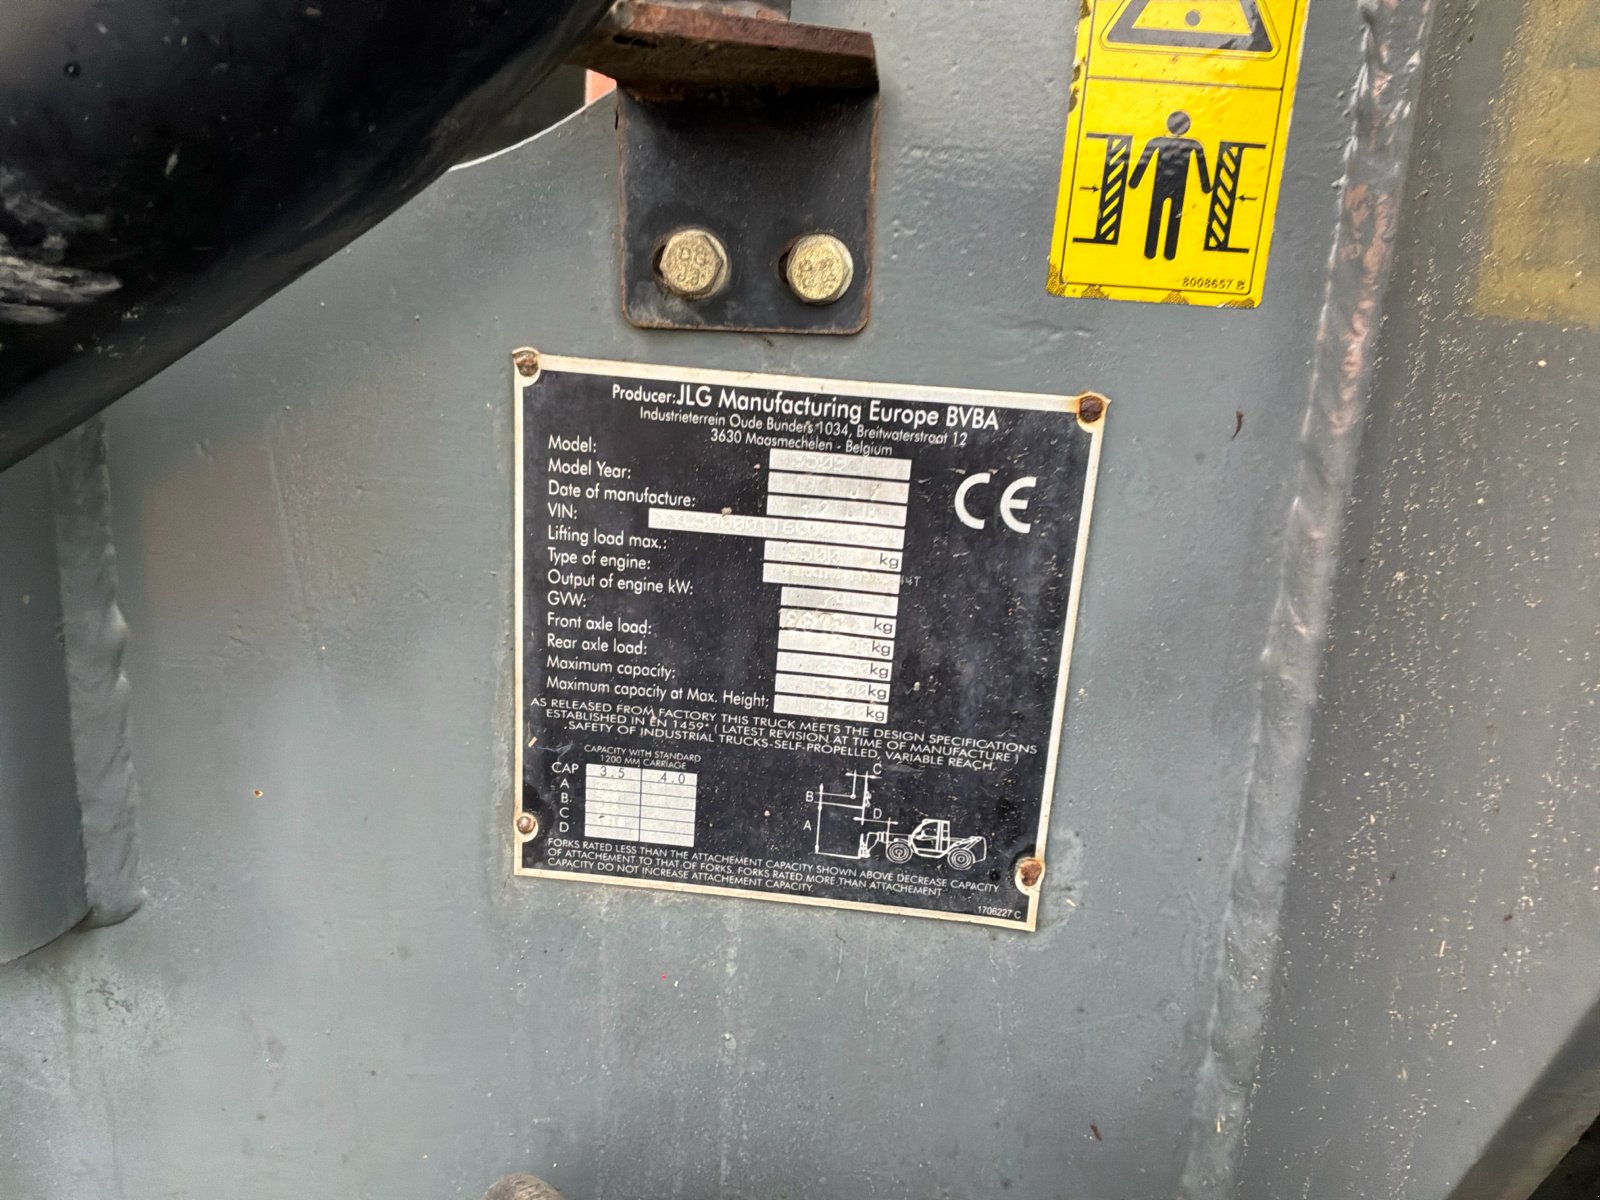 8008657 B
Producer: JLG Manufacturing Europe BVBA
Industrieterrein Oude Bunders 1034, Breitwaterstraat 12
3630 Maasmechelen - Belgium
CE
Model:
Model Year:
Date of manufacture:
VIN:
Lifting load max.: 3500 kg
Type of engine:
Output of engine kW:
GVW: kg
Front axle load: kg
Rear axle load: kg
Maximum capacity: 3500 kg
Maximum capacity at Max. Height: 3500 kg
AS RELEASED FROM FACTORY THIS TRUCK MEETS THE DESIGN SPECIFICATIONS
ESTABLISHED IN EN 1459* ( LATEST REVISION AT TIME OF MANUFACTURE )
.SAFETY OF INDUSTRIAL TRUCKS-SELF-PROPELLED, VARIABLE REACH.
CAPACITY WITH STANDARD
1200 MM CARRIAGE
CAP 3.5 4.0
A
B
C
D
C
B
A
D
FORKS RATED LESS THAN THE ATTACHEMENT CAPACITY SHOWN ABOVE DECREASE CAPACITY
OF ATTACHEMENT TO THAT OF FORKS. FORKS RATED MORE THAN ATTACHEMENT
CAPACITY DO NOT INCREASE ATTACHEMENT CAPACITY.
1706227 C